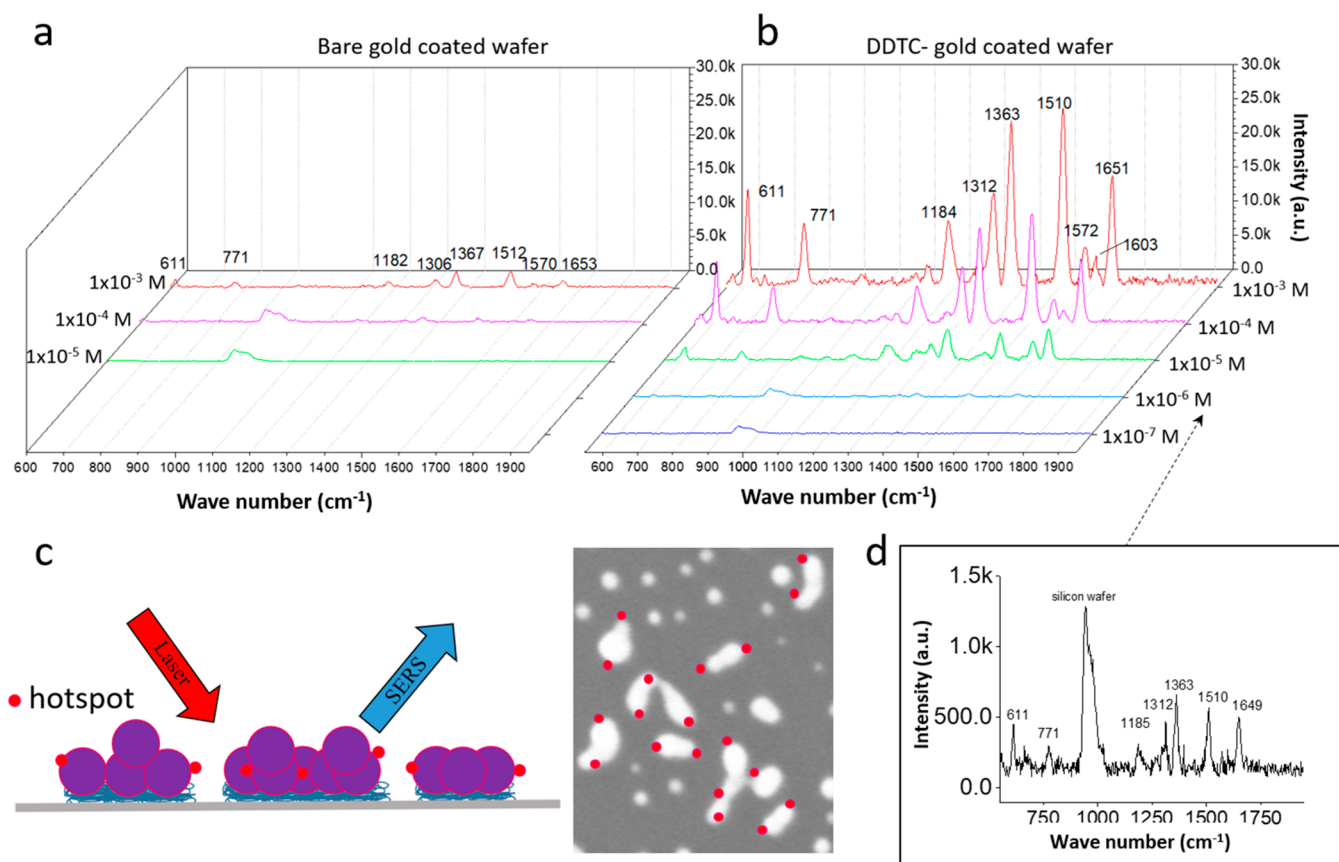 a
Bare gold coated wafer
30.0k
25.0k
20.0k
15.0k
10.0k
5.0k
0.0
611
771
1182
1306
1367
1512
1570
1653
1x10-3 M
1x10-4 M
1x10-5 M
600 700 800 900 1000 1100 1200 1300 1400 1500 1600 1700 1800 1900
Wave number (cm-1)
b
DDTC- gold coated wafer
30.0k
25.0k
20.0k
15.0k
10.0k
5.0k
0.0
Intensity (a.u.)
611
771
1184
1312
1363
1510
1572
1603
1651
1x10-3 M
1x10-4 M
1x10-5 M
1x10-6 M
1x10-7 M
600 700 800 900 1000 1100 1200 1300 1400 1500 1600 1700 1800 1900
Wave number (cm-1)
c
Laser
SERS
hotspot
d
1.5k
1.0k
500.0
0.0
Intensity (a.u.)
silicon wafer
611
771
1185
1312
1363
1510
1649
750 1000 1250 1500 1750
Wave number (cm-1)